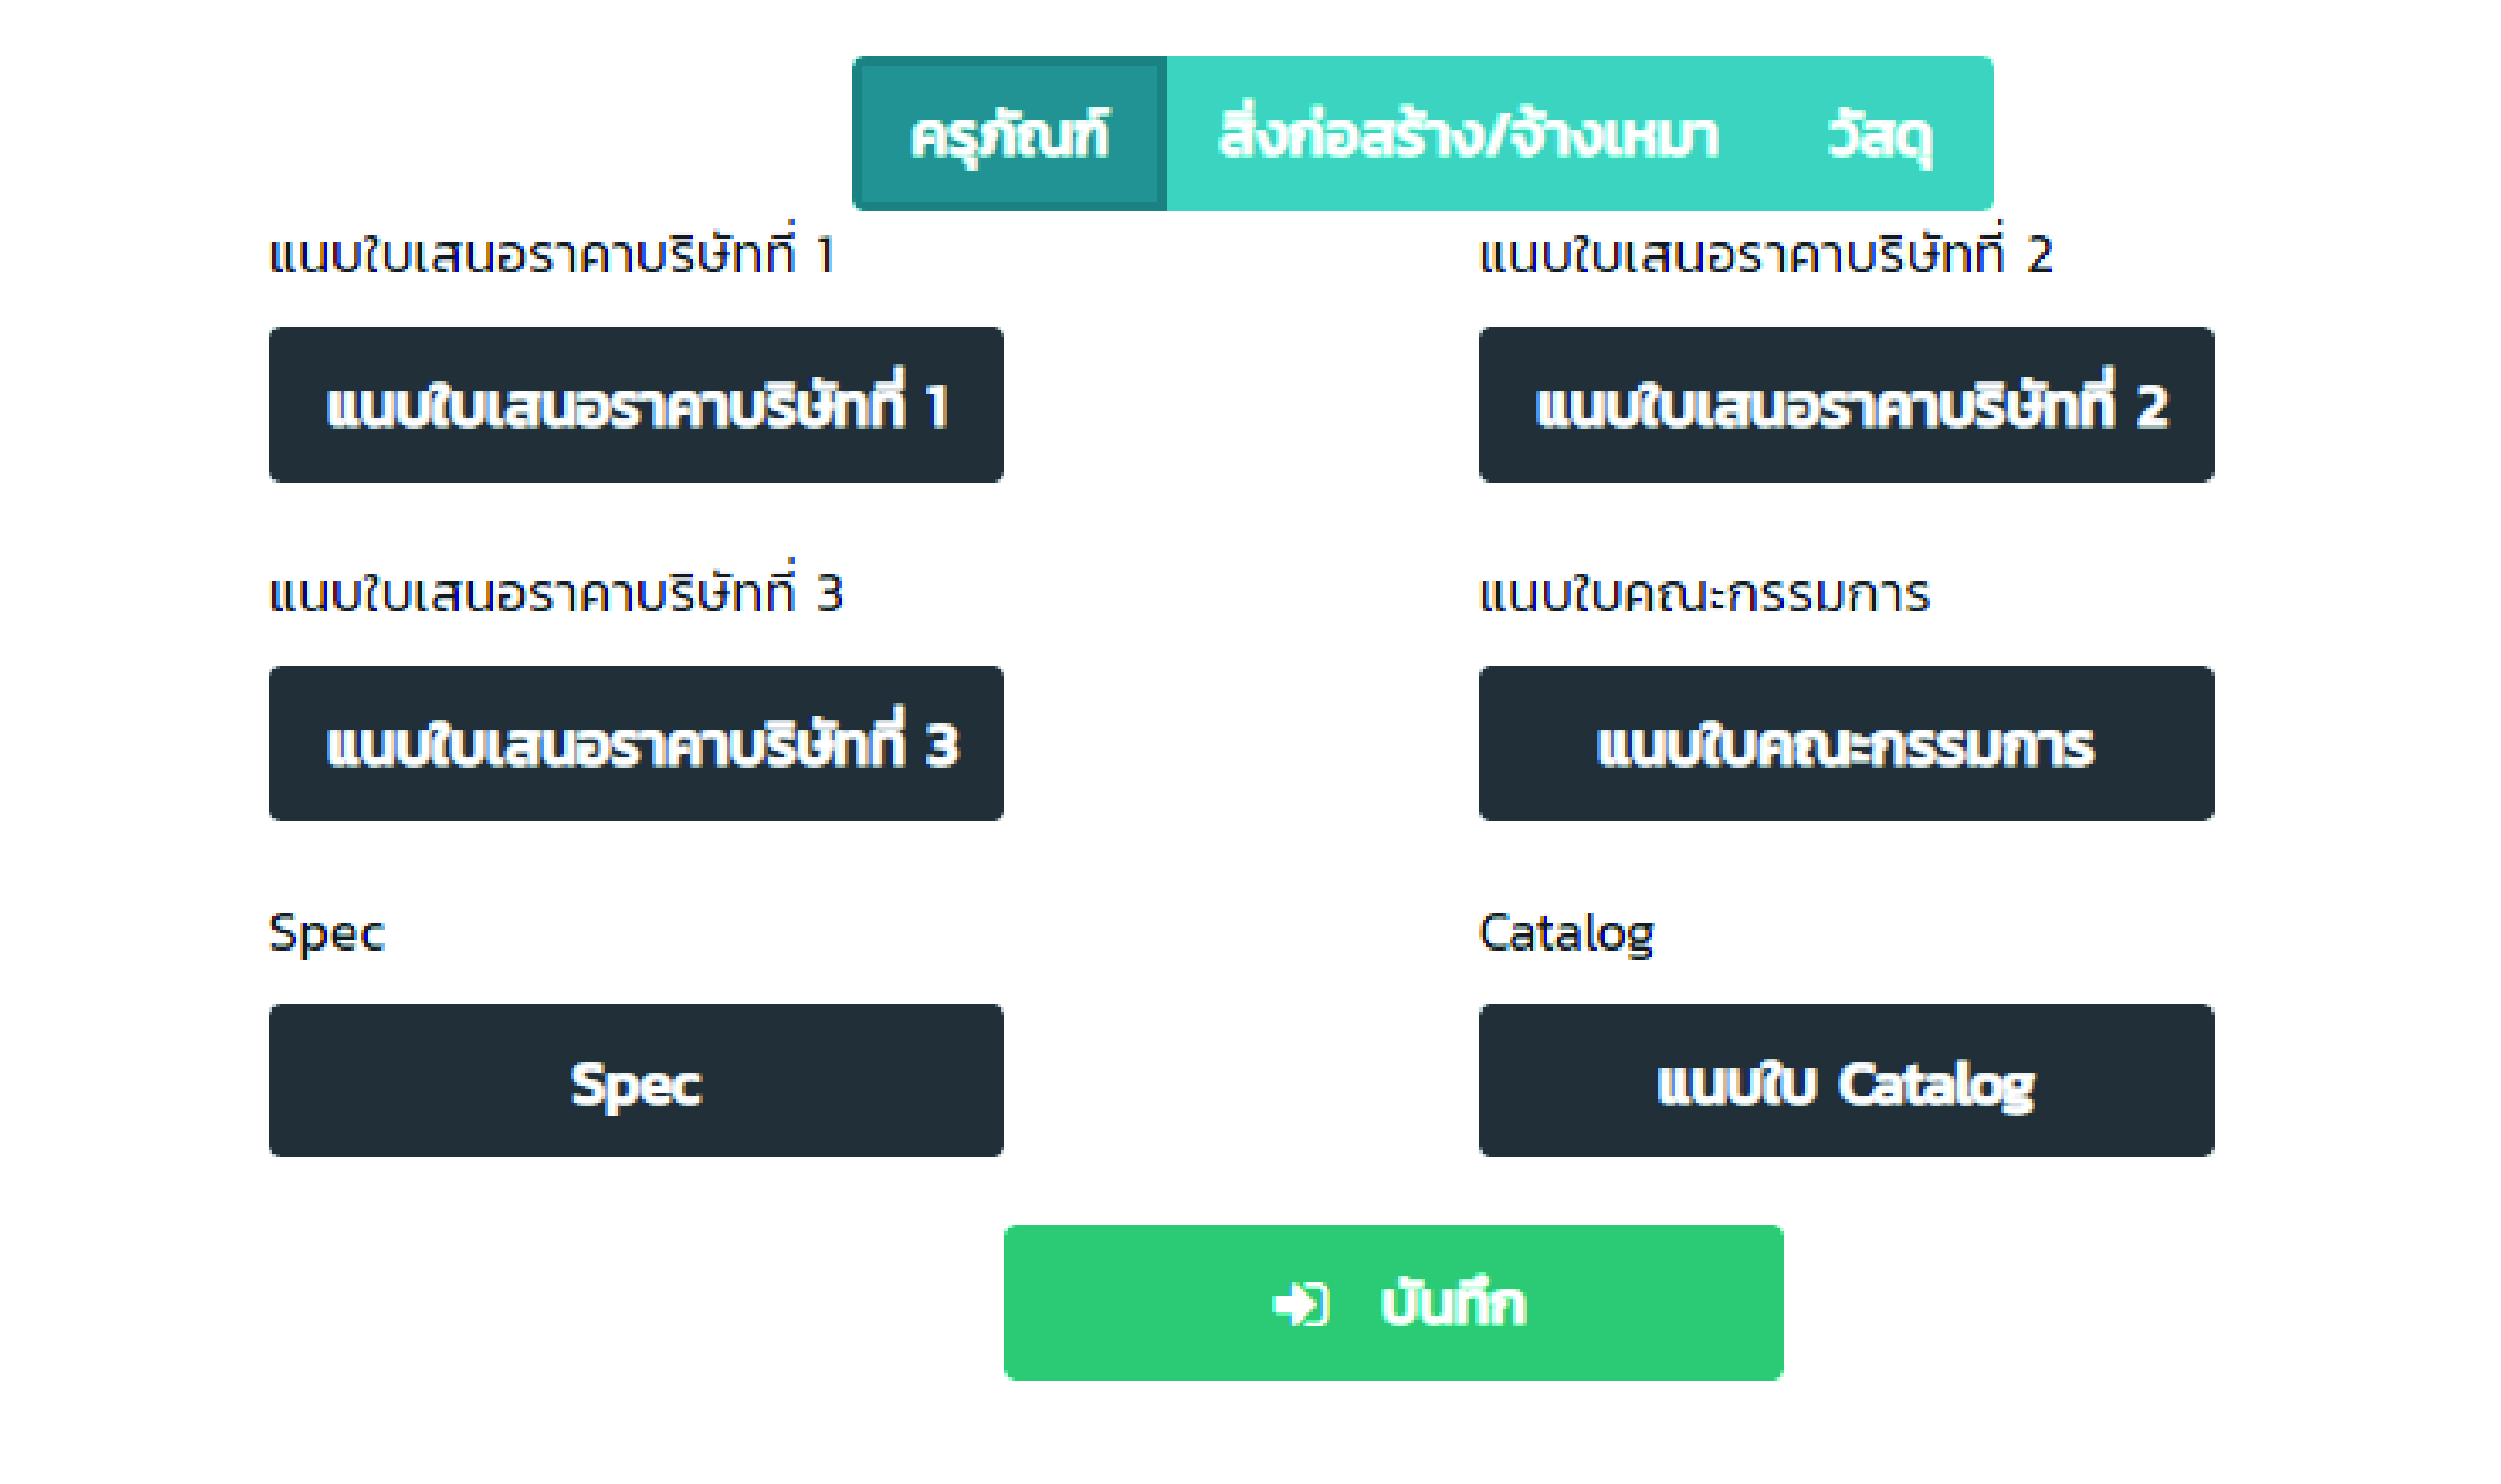 ครุภัณฑ์ สิ่งก่อสร้าง/จ้างเหมา วัสดุ
แนบใบเสนอราคาบริษัทที่ 1 แนบใบเสนอราคาบริษัทที่ 2
แนบใบเสนอราคาบริษัทที่ 1 แนบใบเสนอราคาบริษัทที่ 2
แนบใบเสนอราคาบริษัทที่ 3 แนบใบคณะกรรมการ
แนบใบเสนอราคาบริษัทที่ 3 แนบใบคณะกรรมการ
Spec Catalog
Spec แนบใบ Catalog
บันทึก